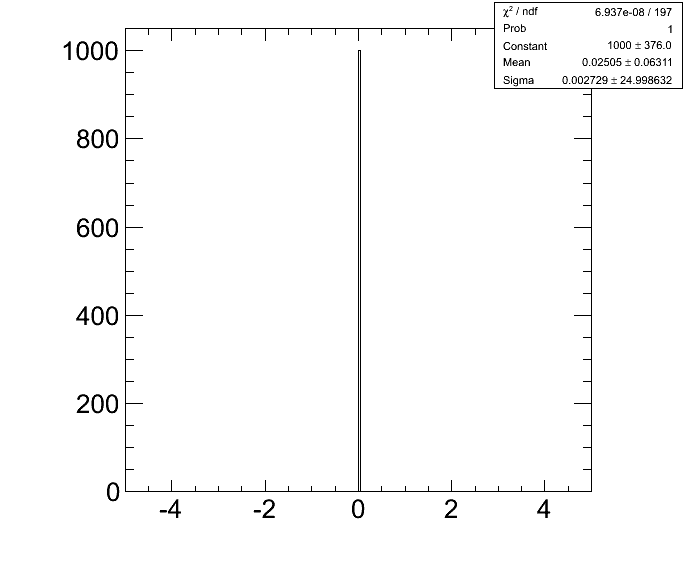 χ² / ndf 6.937e-08 / 197
Prob 1
Constant 1000 ± 376.0
Mean 0.02505 ± 0.06311
Sigma 0.002729 ± 24.998632
1000
800
600
400
200
0
-4 -2 0 2 4